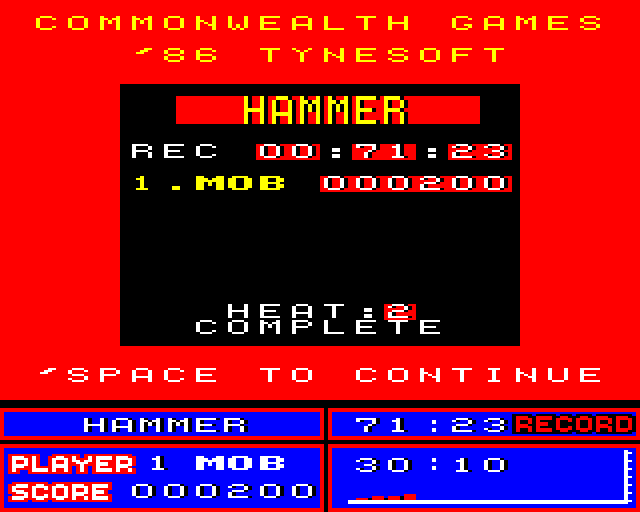 COMMONWEALTH GAMES
'86 TYNESOFT
HAMMER
REC 00:71:23
1.MOB 000200
HEAT:2
COMPLETE
'SPACE TO CONTINUE
HAMMER
71:23 RECORD
PLAYER 1 MOB
30:10
SCORE 000200